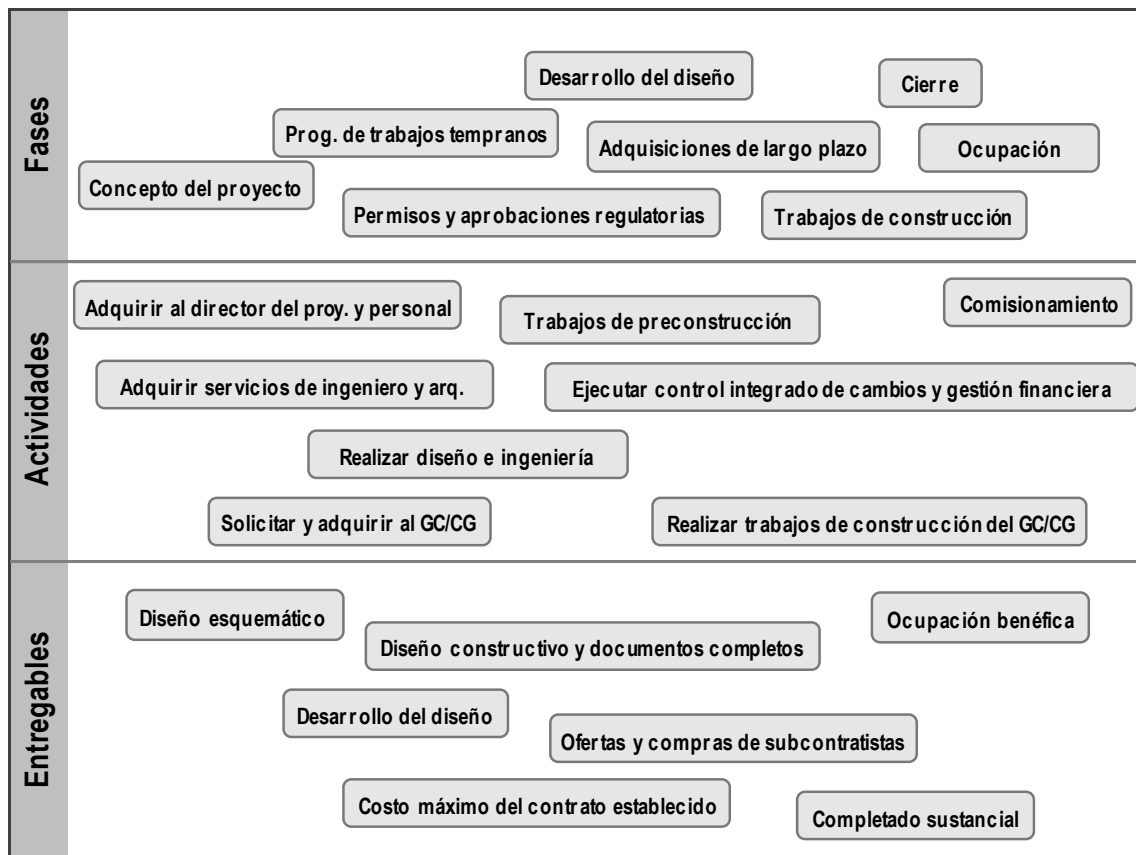 Fases
Desarrollo del diseño
Cierre
Prog. de trabajos tempranos
Adquisiciones de largo plazo
Ocupación
Concepto del proyecto
Permisos y aprobaciones regulatorias
Trabajos de construcción
Actividades
Adquirir al director del proy. y personal
Trabajos de preconstrucción
Comisionamiento
Adquirir servicios de ingeniero y arq.
Ejecutar control integrado de cambios y gestión financiera
Realizar diseño e ingeniería
Solicitar y adquirir al GC/CG
Realizar trabajos de construcción del GC/CG
Entregables
Diseño esquemático
Ocupación benéfica
Diseño constructivo y documentos completos
Desarrollo del diseño
Ofertas y compras de subcontratistas
Costo máximo del contrato establecido
Completado sustancial